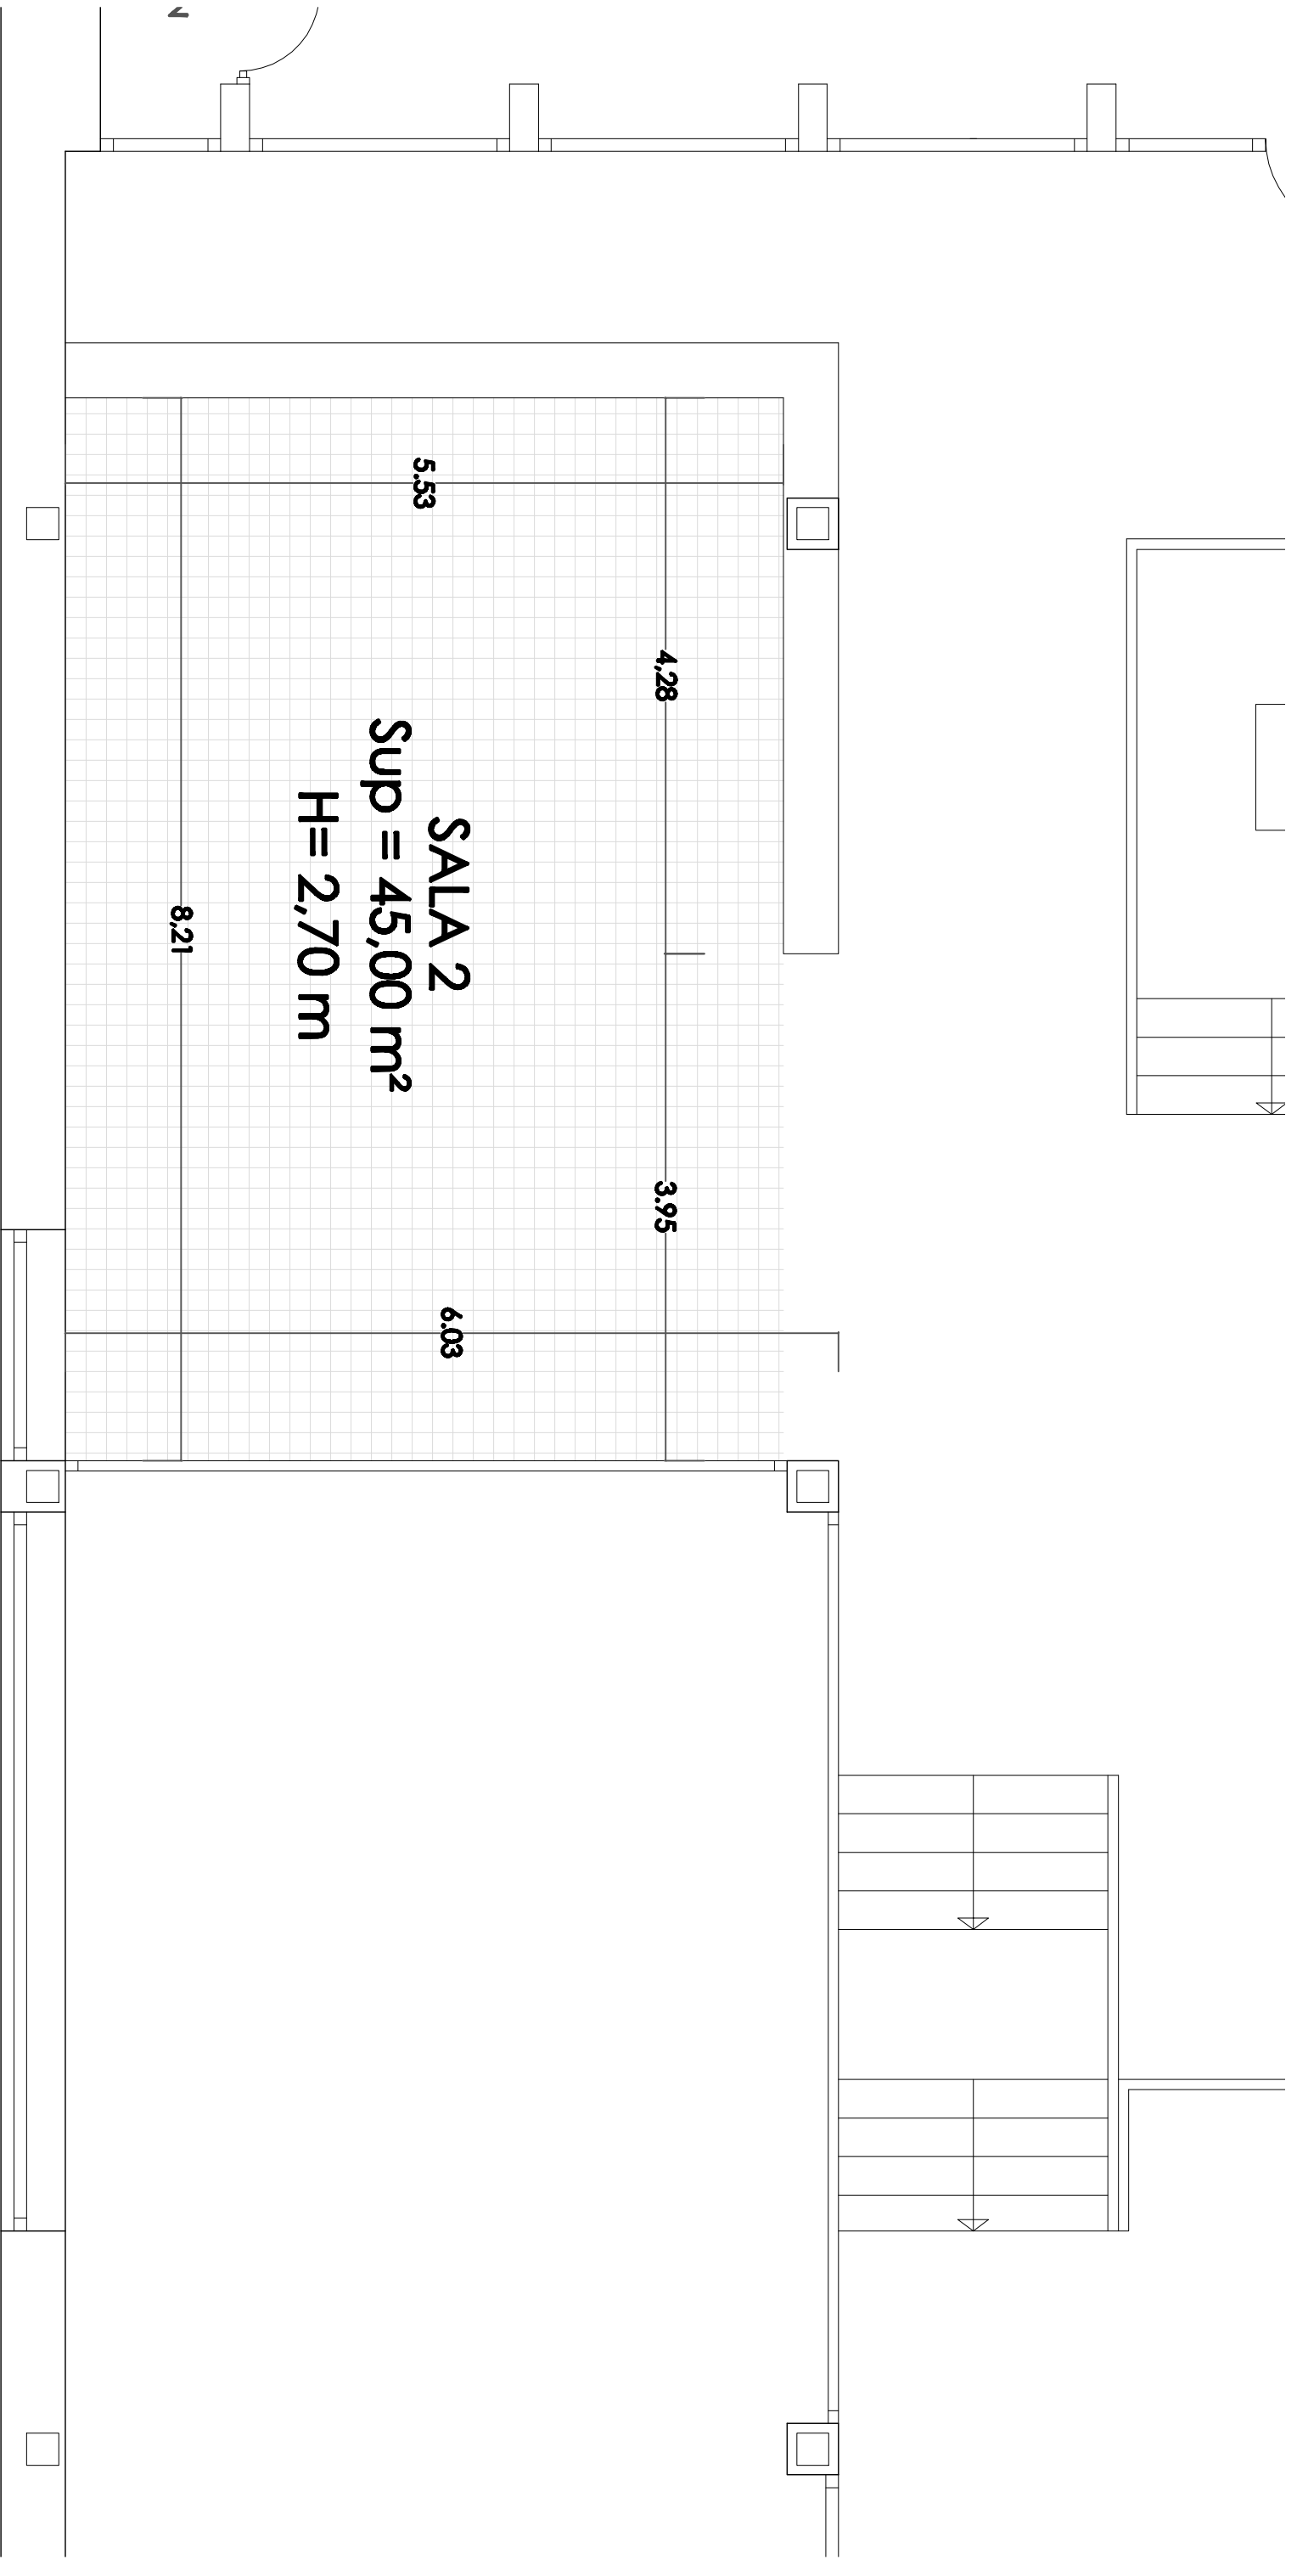 SALA 2
Sup = 45,00 m²
H= 2,70 m
5.53
4,28
8,21
3.95
6.03